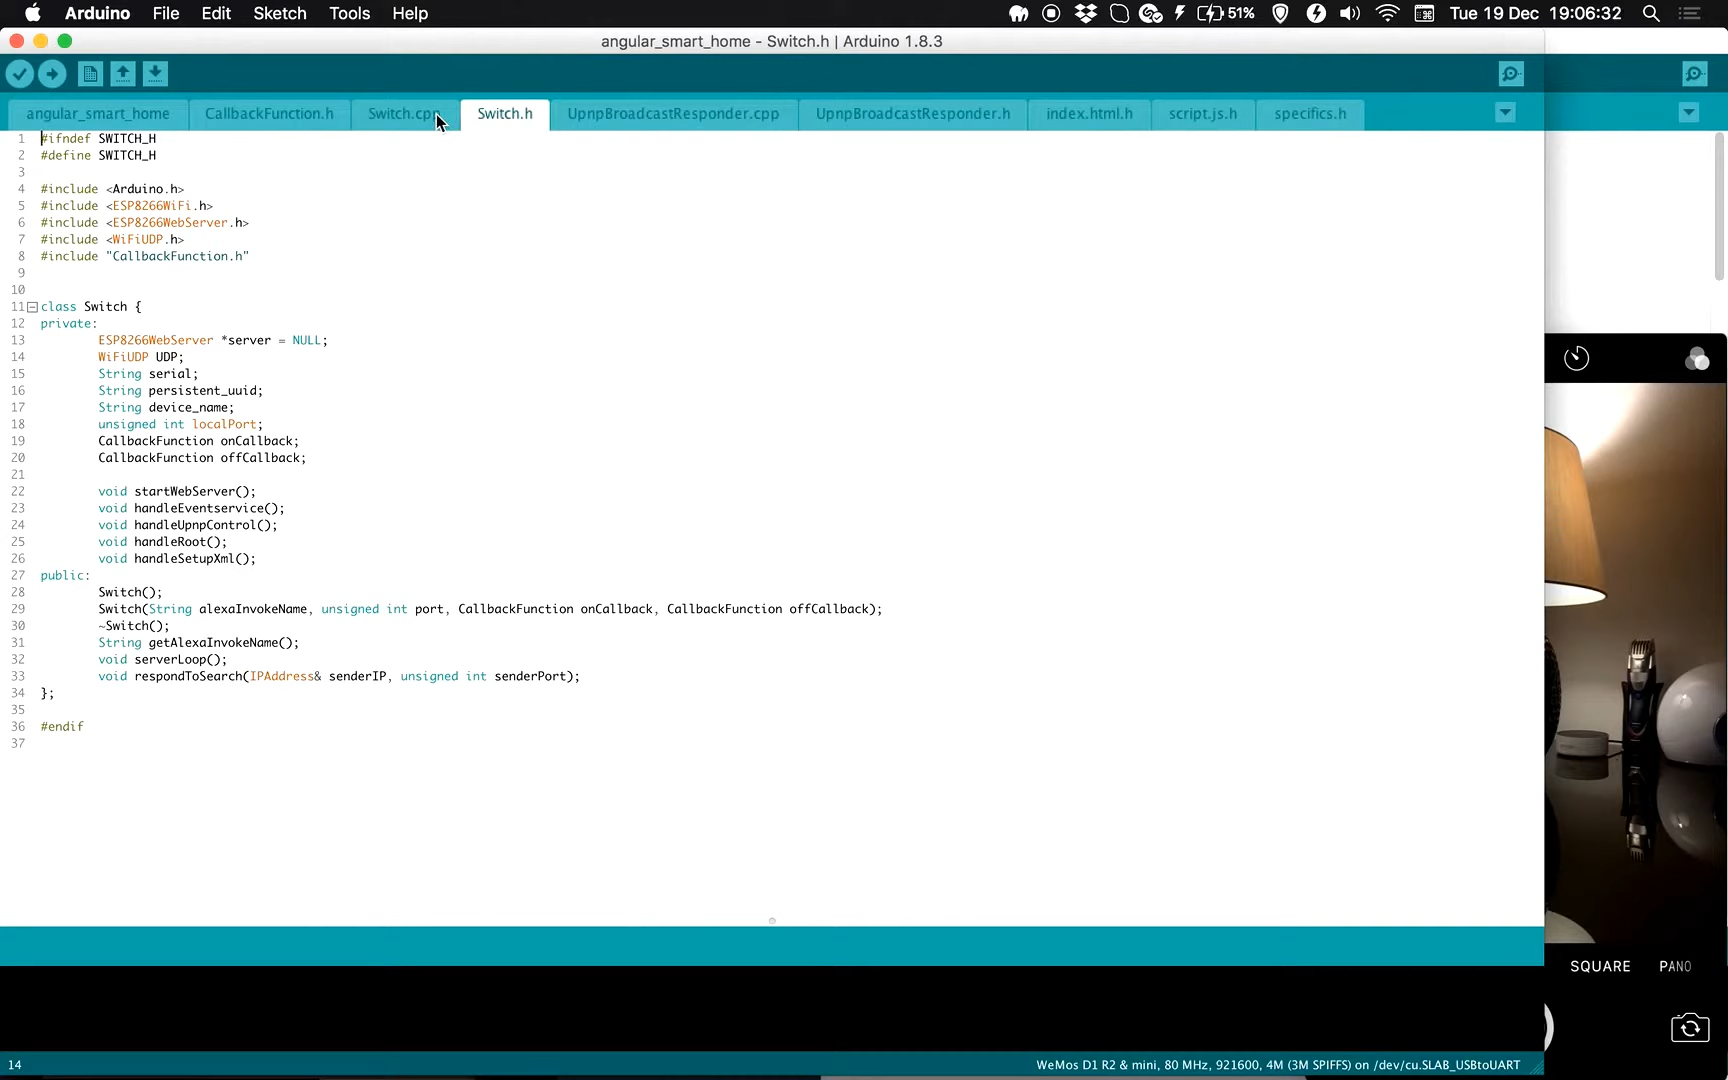 Arduino File Edit Sketch Tools Help 51% Tue 19 Dec 19:06:32
angular_smart_home - Switch.h | Arduino 1.8.3
angular_smart_home CallbackFunction.h Switch.cpp Switch.h UpnpBroadcastResponder.cpp UpnpBroadcastResponder.h index.html.h script.js.h specifics.h
1 #ifndef SWITCH_H
2 #define SWITCH_H
3
4 #include <Arduino.h>
5 #include <ESP8266WiFi.h>
6 #include <ESP8266WebServer.h>
7 #include <WiFiUDP.h>
8 #include "CallbackFunction.h"
9
10
11 class Switch {
12 private:
13 ESP8266WebServer *server = NULL;
14 WiFiUDP UDP;
15 String serial;
16 String persistent_uuid;
17 String device_name;
18 unsigned int localPort;
19 CallbackFunction onCallback;
20 CallbackFunction offCallback;
21
22 void startWebServer();
23 void handleEventservice();
24 void handleUpnpControl();
25 void handleRoot();
26 void handleSetupXml();
27 public:
28 Switch();
29 Switch(String alexaInvokeName, unsigned int port, CallbackFunction onCallback, CallbackFunction offCallback);
30 ~Switch();
31 String getAlexaInvokeName();
32 void serverLoop();
33 void respondToSearch(IPAddress& senderIP, unsigned int senderPort);
34 };
35
36 #endif
37
SQUARE PANO
14 WeMos D1 R2 & mini, 80 MHz, 921600, 4M (3M SPIFFS) on /dev/cu.SLAB_USBtoUART